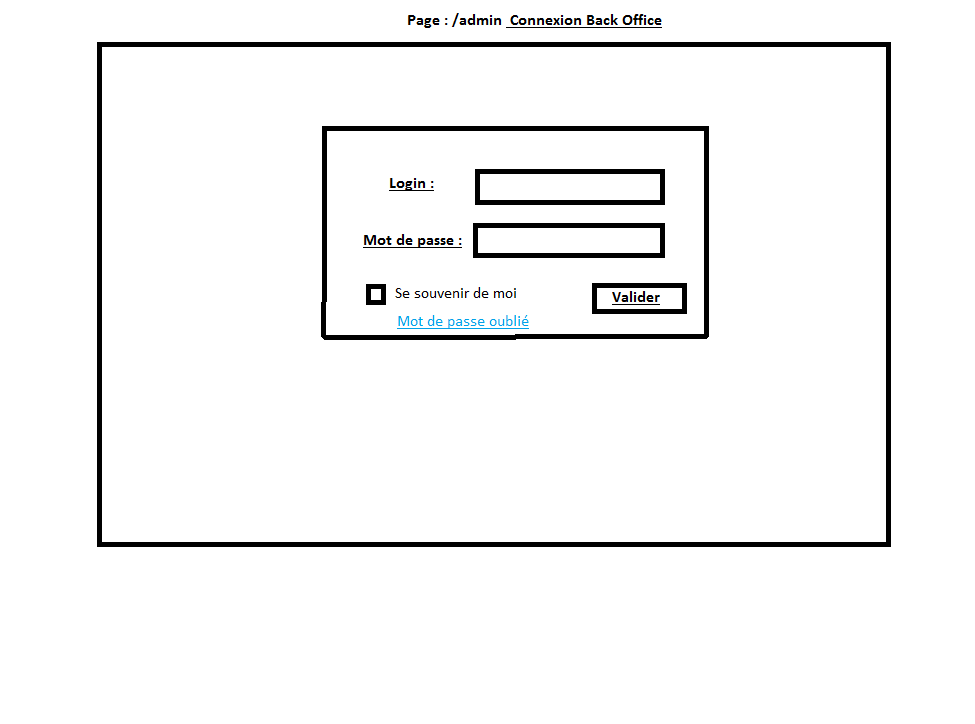 Page : /admin  Connexion Back Office
Login :
Mot de passe :
Se souvenir de moi
Valider
Mot de passe oublié